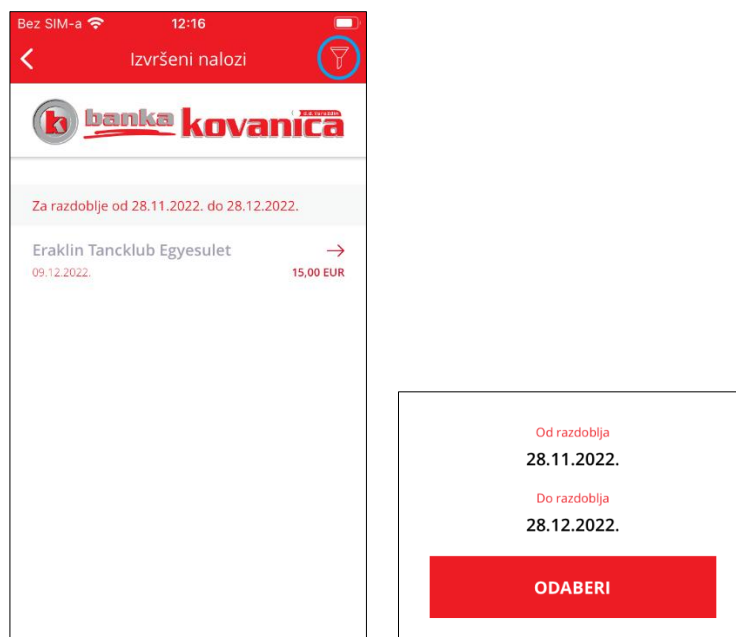 Bez SIM-a 12:16
Izvršeni nalozi
banka kovanica
Za razdoblje od 28.11.2022. do 28.12.2022.
Eraklin Tancklub Egyesulet
09.12.2022. 15,00 EUR
Od razdoblja
28.11.2022.
Do razdoblja
28.12.2022.
ODABERI